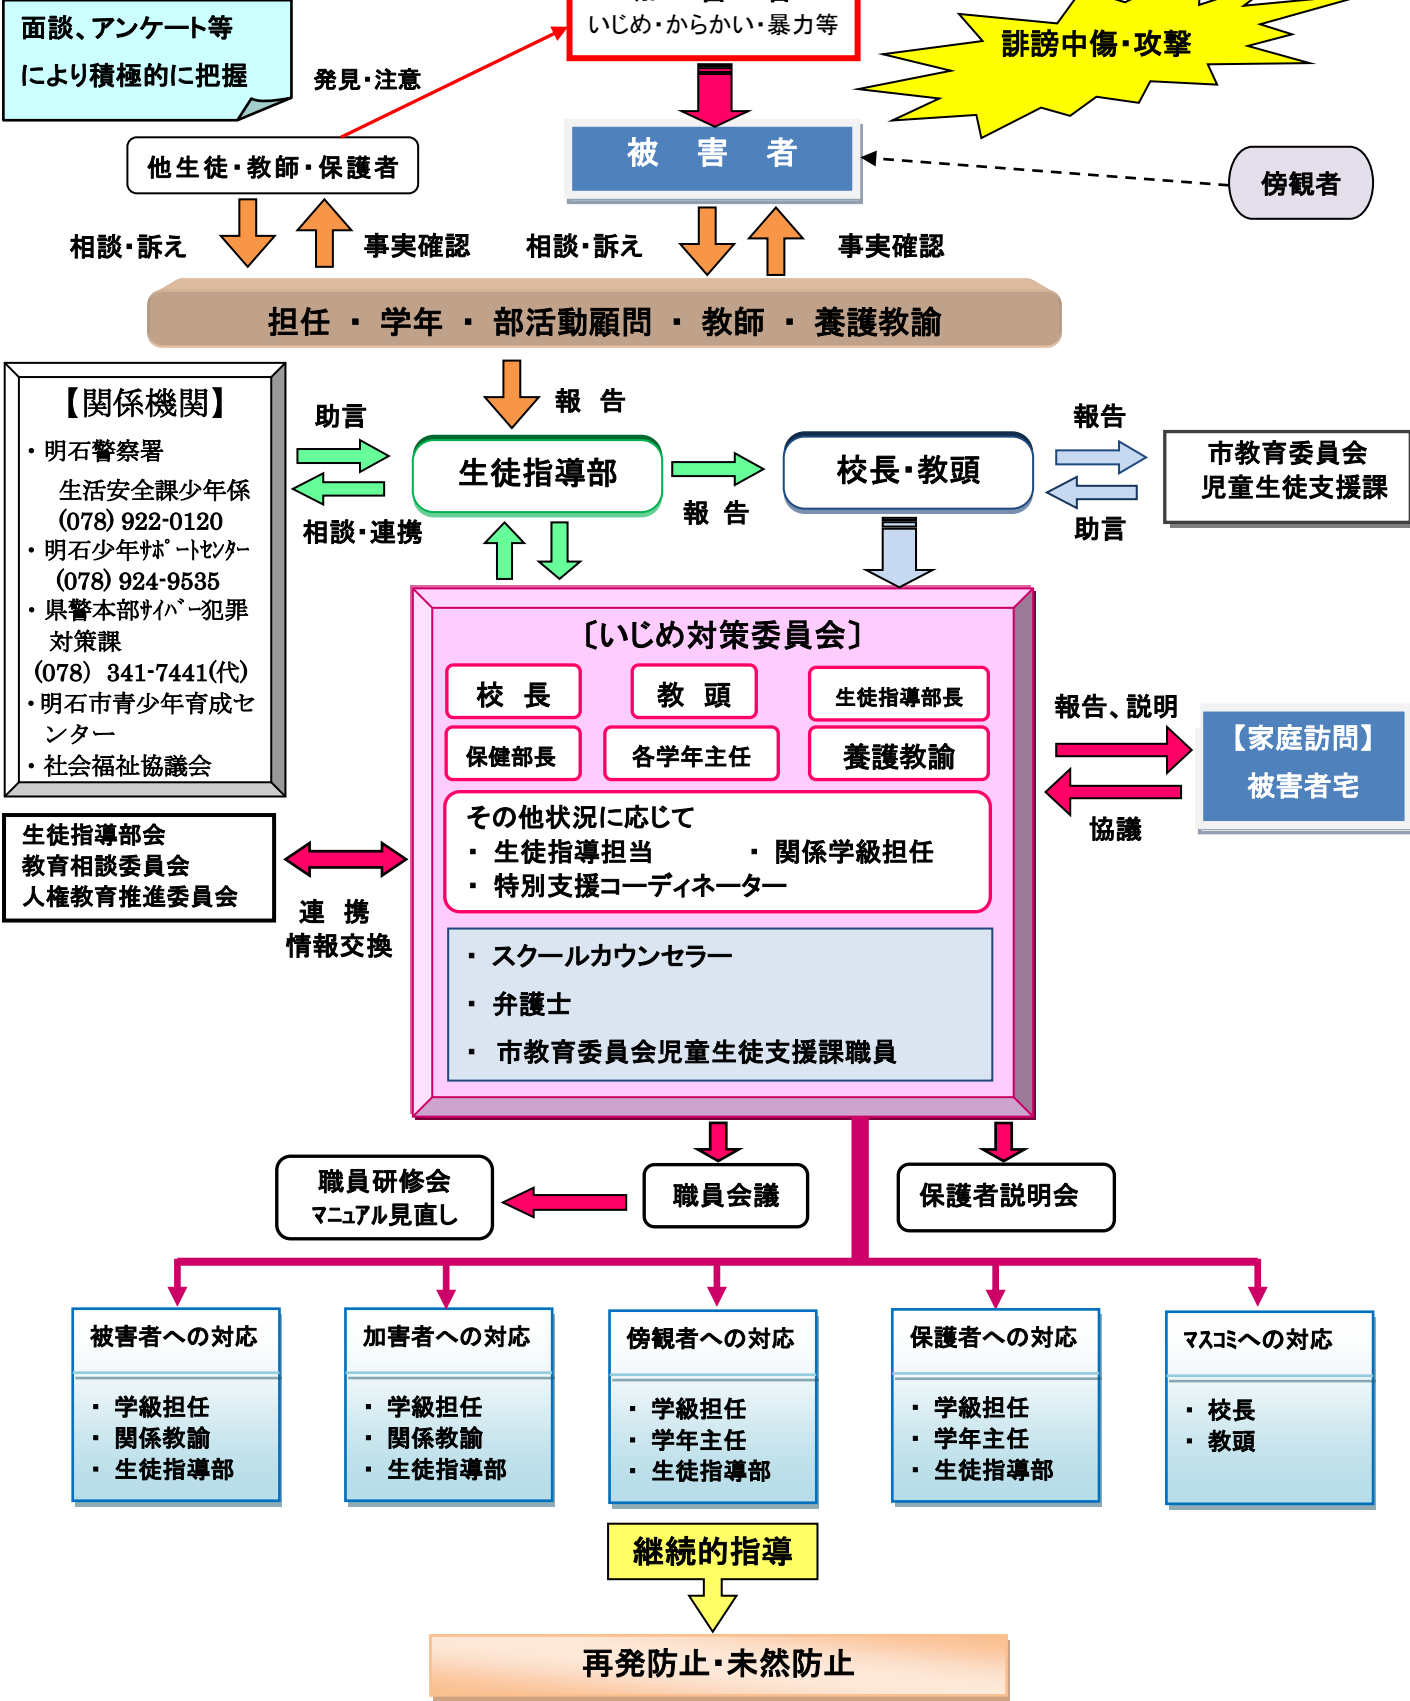 面談、アンケート等
により積極的に把握
発見・注意
いじめ・からかい・暴力等
誹謗中傷・攻撃
他生徒・教師・保護者
被 害 者
傍観者
相談・訴え
事実確認
相談・訴え
事実確認
担任 ・ 学年 ・ 部活動顧問 ・ 教師 ・ 養護教諭
【関係機関】
・明石警察署
生活安全課少年係
(078) 922-0120
・明石少年ｻﾎﾟｰﾄｾﾝﾀｰ
(078) 924-9535
・県警本部ｻｲﾊﾞｰ犯罪
対策課
(078) 341-7441(代)
・明石市青少年育成セ
ンター
・社会福祉協議会
報 告
助言
相談・連携
生徒指導部
報 告
校長・教頭
報告
助言
市教育委員会
児童生徒支援課
〔いじめ対策委員会〕
校 長
教 頭
生徒指導部長
保健部長
各学年主任
養護教諭
その他状況に応じて
・ 生徒指導担当 ・ 関係学級担任
・ 特別支援コーディネーター
・ スクールカウンセラー
・ 弁護士
・ 市教育委員会児童生徒支援課職員
報告、説明
協議
【家庭訪問】
被害者宅
生徒指導部会
教育相談委員会
人権教育推進委員会
連 携
情報交換
職員研修会
ﾏﾆｭｱﾙ見直し
職員会議
保護者説明会
被害者への対応
・ 学級担任
・ 関係教諭
・ 生徒指導部
加害者への対応
・ 学級担任
・ 関係教諭
・ 生徒指導部
傍観者への対応
・ 学級担任
・ 学年主任
・ 生徒指導部
保護者への対応
・ 学級担任
・ 学年主任
・ 生徒指導部
ﾏｽｺﾐへの対応
・ 校長
・ 教頭
継続的指導
再発防止・未然防止